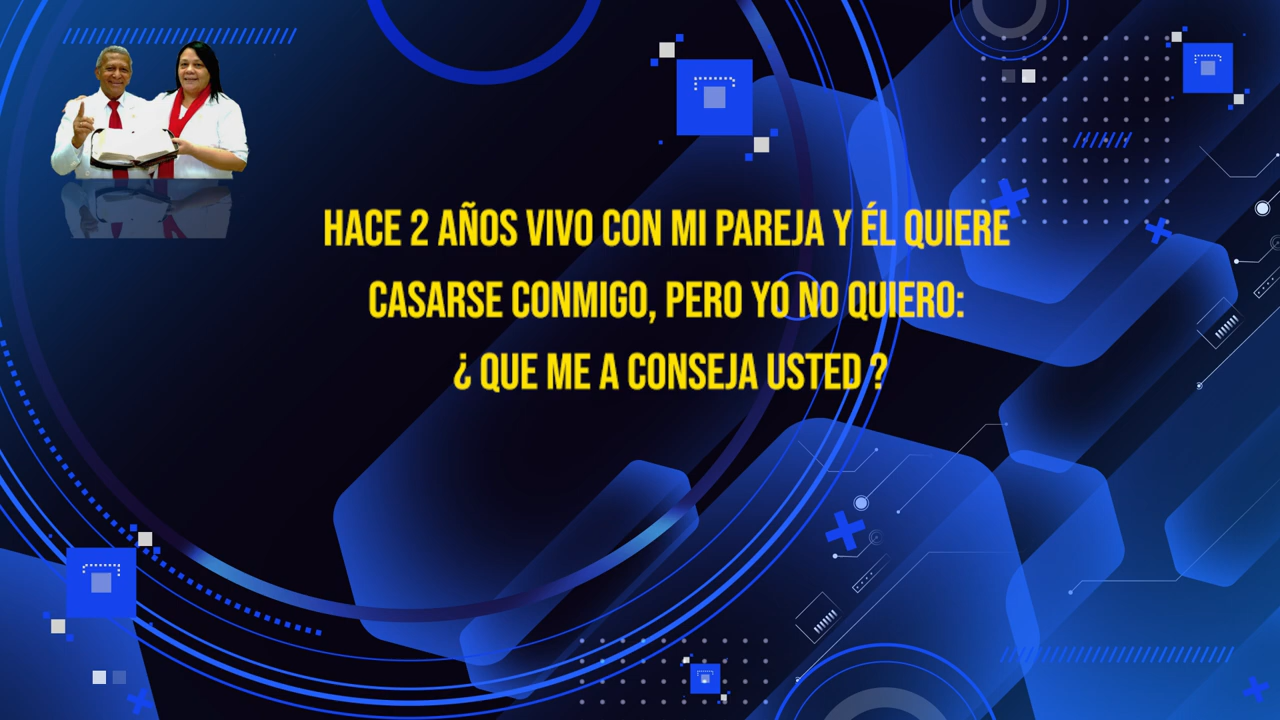 HACE 2 AÑOS VIVO CON MI PAREJA Y ÉL QUIERE
CASARSE CONMIGO, PERO YO NO QUIERO:
¿ QUE ME A CONSEJA USTED ?